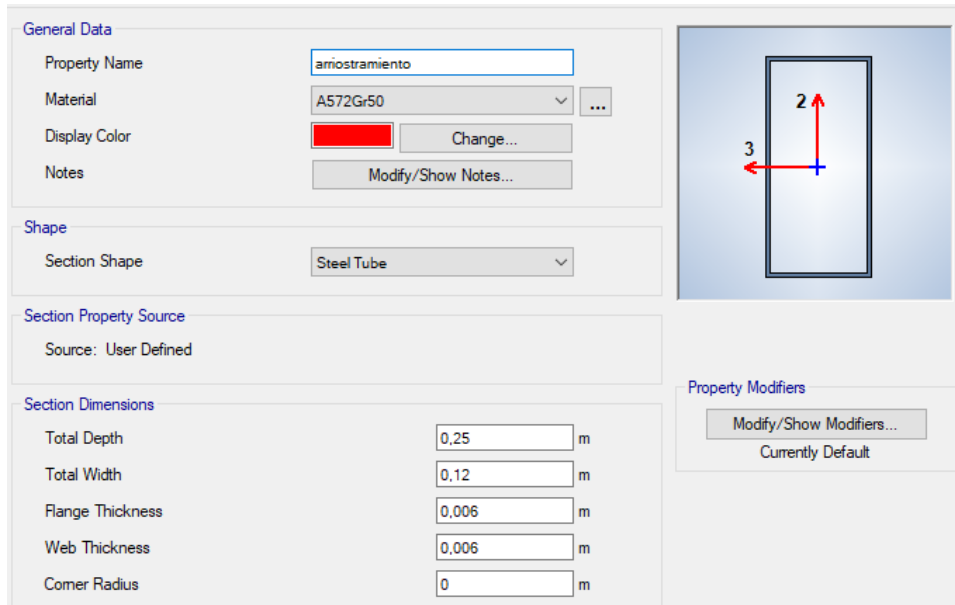 General Data
Property Name arriostramiento
Material A572Gr50 ...
Display Color Change...
Notes Modify/Show Notes...
2
3
Shape
Section Shape Steel Tube
Section Property Source
Source: User Defined
Property Modifiers
Modify/Show Modifiers...
Currently Default
Section Dimensions
Total Depth 0,25 m
Total Width 0,12 m
Flange Thickness 0,006 m
Web Thickness 0,006 m
Corner Radius 0 m